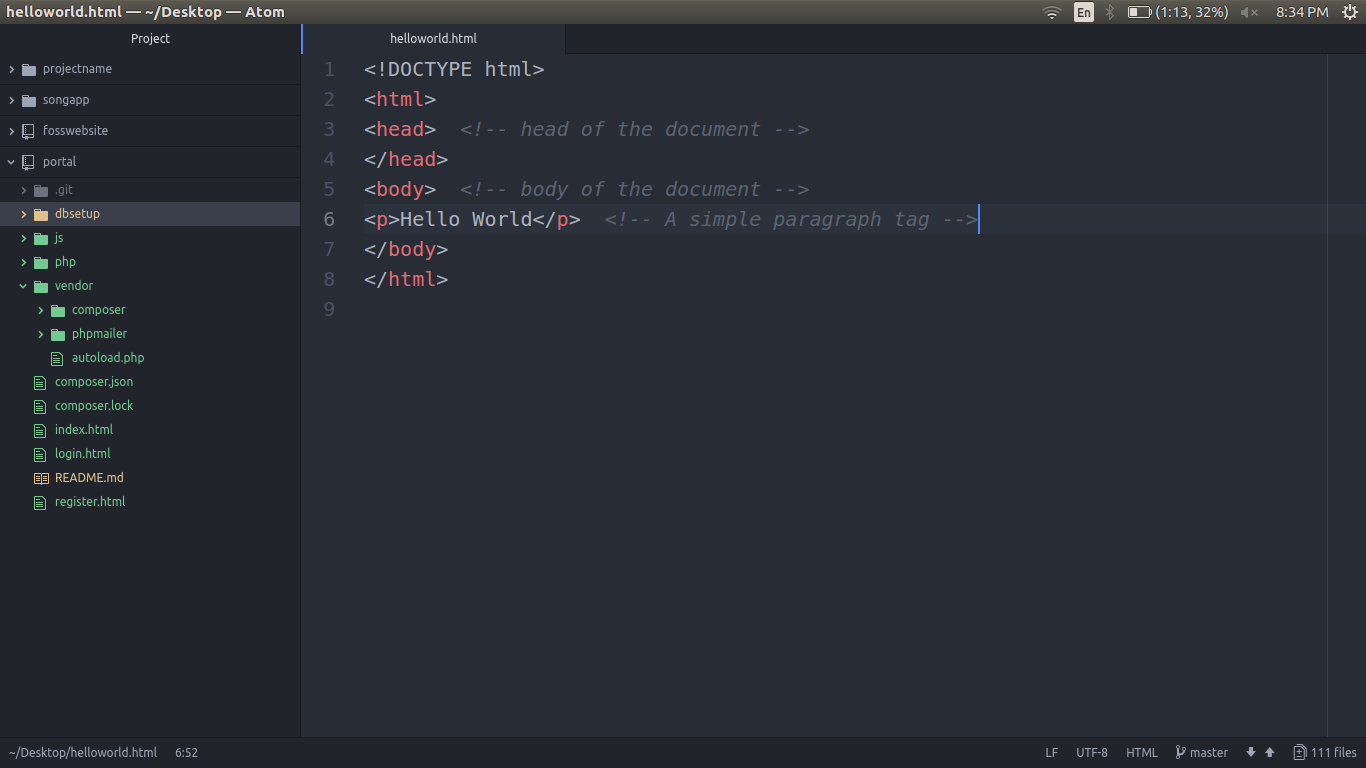 helloworld.html — ~/Desktop — Atom
En (1:13, 32%) 8:34 PM
Project
projectname
songapp
fosswebsite
portal
.git
dbsetup
js
php
vendor
composer
phpmailer
autoload.php
composer.json
composer.lock
index.html
login.html
README.md
register.html
helloworld.html
1 <!DOCTYPE html>
2 <html>
3 <head>  <!-- head of the document -->
4 </head>
5 <body>  <!-- body of the document -->
6 <p>Hello World</p>  <!-- A simple paragraph tag -->
7 </body>
8 </html>
9
~/Desktop/helloworld.html 6:52
LF UTF-8 HTML master 111 files